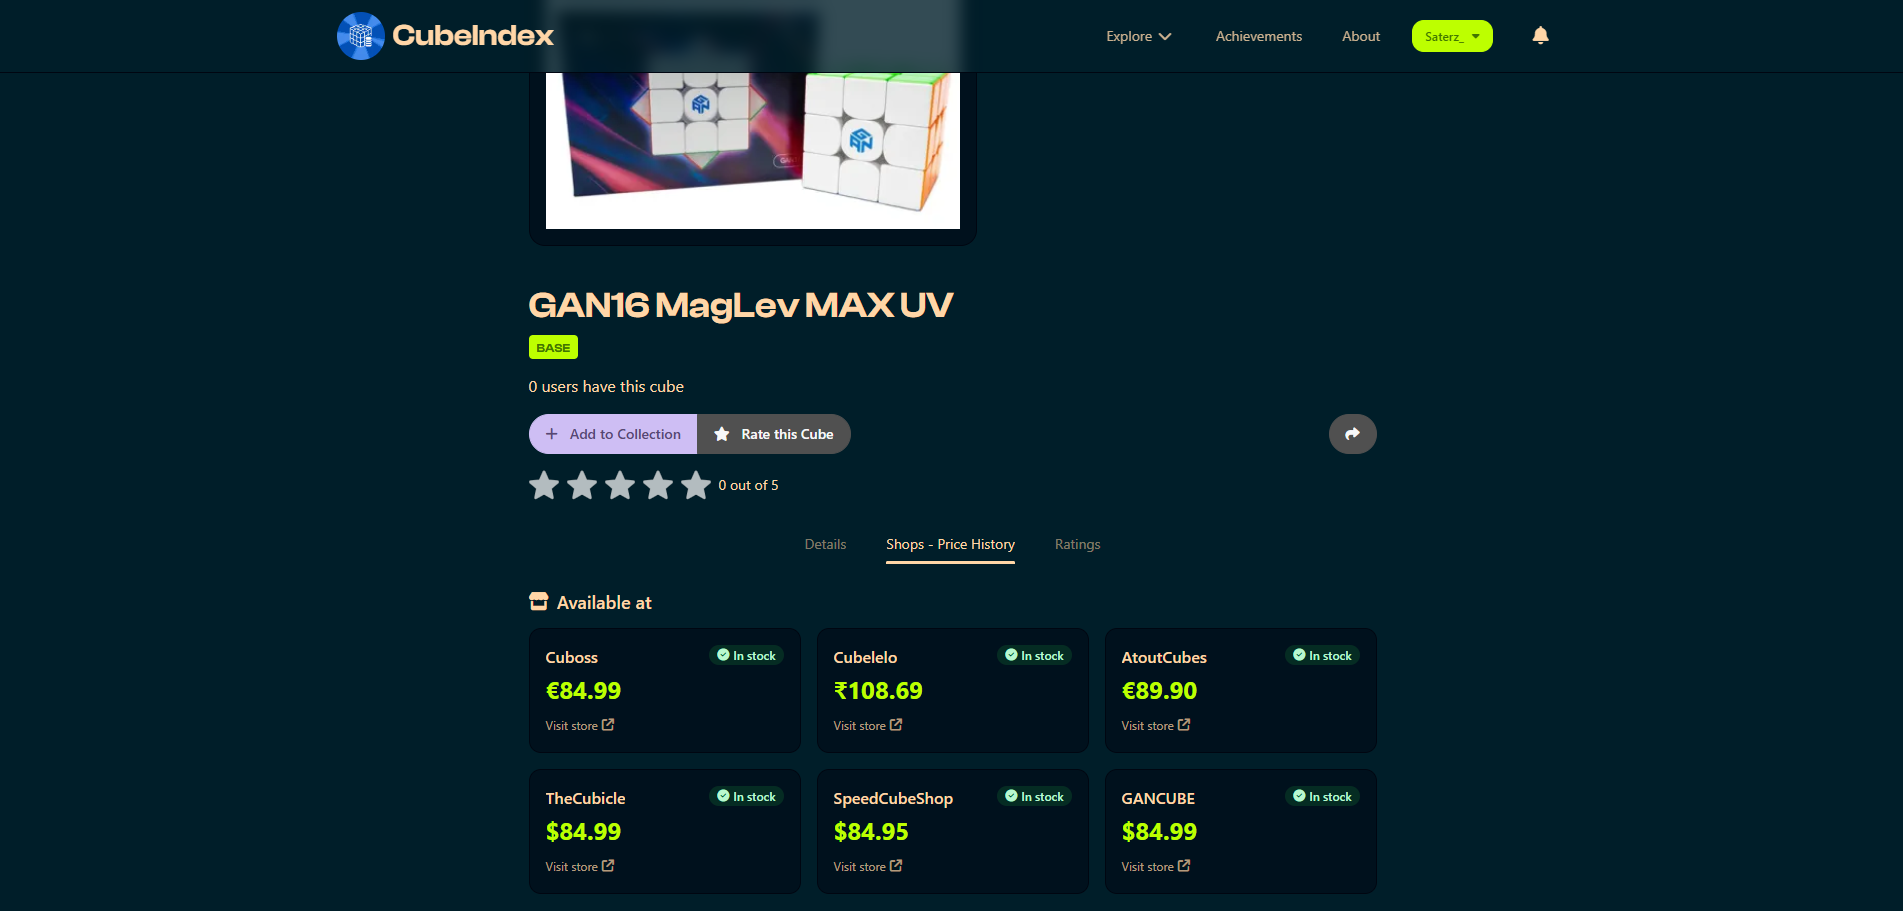 CubeIndex
Explore
Achievements
About
Saterz_
GAN
GAN
GAN16 MagLev MAX UV
BASE
0 users have this cube
Add to Collection
Rate this Cube
0 out of 5
Details
Shops - Price History
Ratings
Available at
Cuboss
In stock
€84.99
Visit store
Cubelelo
In stock
₹108.69
Visit store
AtoutCubes
In stock
€89.90
Visit store
TheCubicle
In stock
$84.99
Visit store
SpeedCubeShop
In stock
$84.95
Visit store
GANCUBE
In stock
$84.99
Visit store